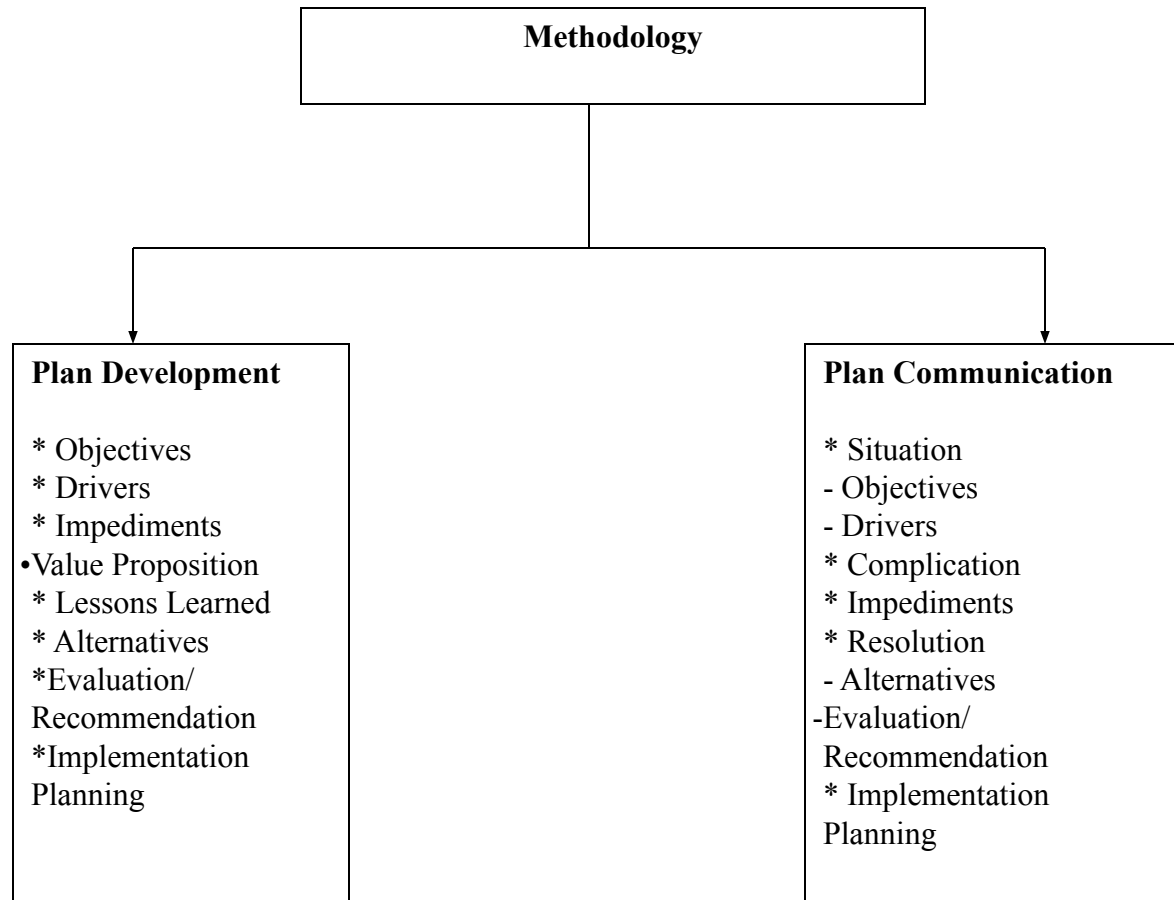 Methodology
Plan Development
* Objectives
* Drivers
* Impediments
•Value Proposition
* Lessons Learned
* Alternatives
*Evaluation/
Recommendation
*Implementation
Planning
Plan Communication
* Situation
- Objectives
- Drivers
* Complication
* Impediments
* Resolution
- Alternatives
-Evaluation/
Recommendation
* Implementation
Planning